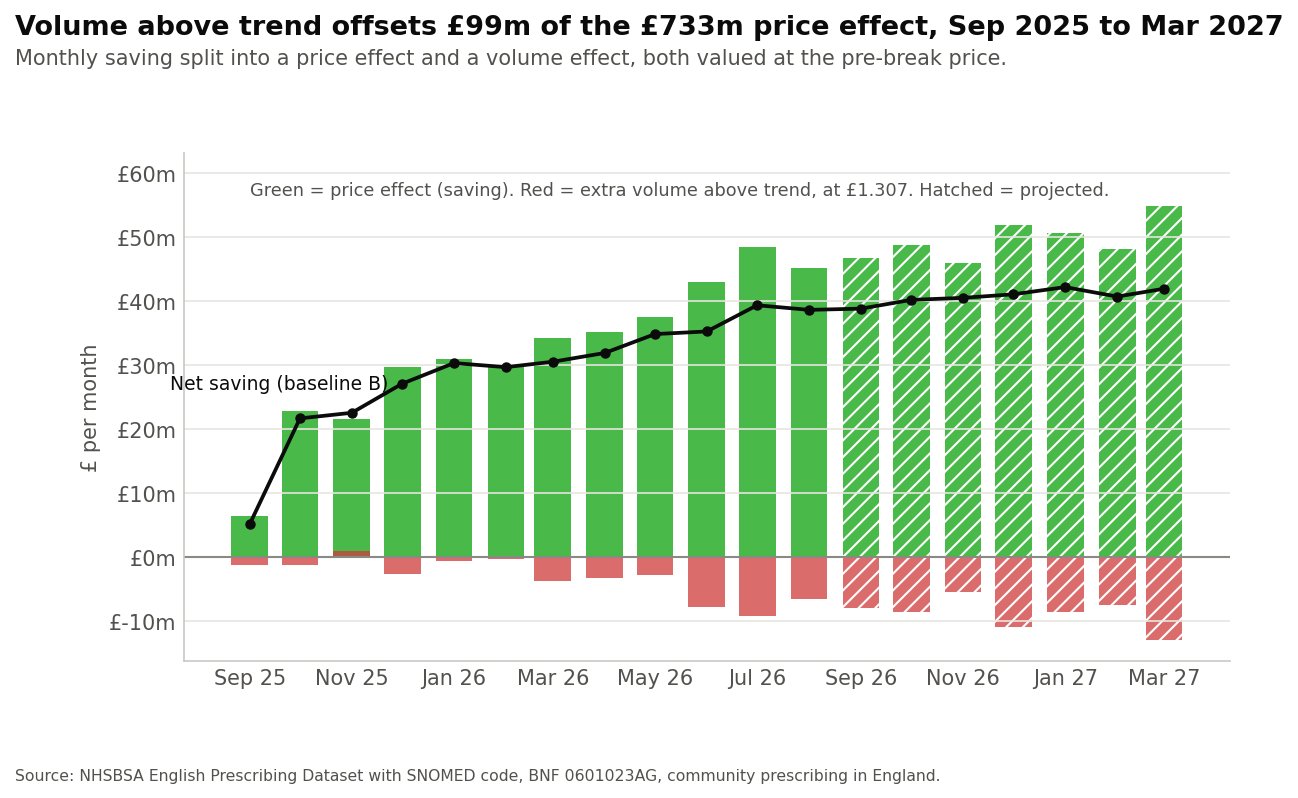 Volume above trend offsets £99m of the £733m price effect, Sep 2025 to Mar 2027
Monthly saving split into a price effect and a volume effect, both valued at the pre-break price.
£60m
Green = price effect (saving). Red = extra volume above trend, at £1.307. Hatched = projected.
£50m
£40m
£30m
Net saving (baseline B)
£ per month
£20m
£10m
£0m
£-10m
Sep 25 Nov 25 Jan 26 Mar 26 May 26 Jul 26 Sep 26 Nov 26 Jan 27 Mar 27
Source: NHSBSA English Prescribing Dataset with SNOMED code, BNF 0601023AG, community prescribing in England.